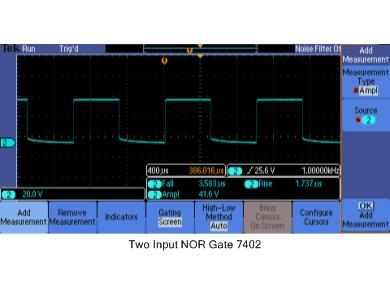 Tek Run Trig'd Noise Filter Of
Add Measurement
Measurement Type
Ampl
Source
2
2
400µs 386.016µs 2 25.6 V 1.00000kHz
2 Fall 3.583µs 2 Rise 1.737µs
2 Ampl 41.6 V
2 20.0 V
Add Measurement
Remove Measurement
Indicators
Gating Screen
High-Low Method Auto
Bring Cursors On Screen
Configure Cursors
OK Add Measurement
Two Input NOR Gate 7402